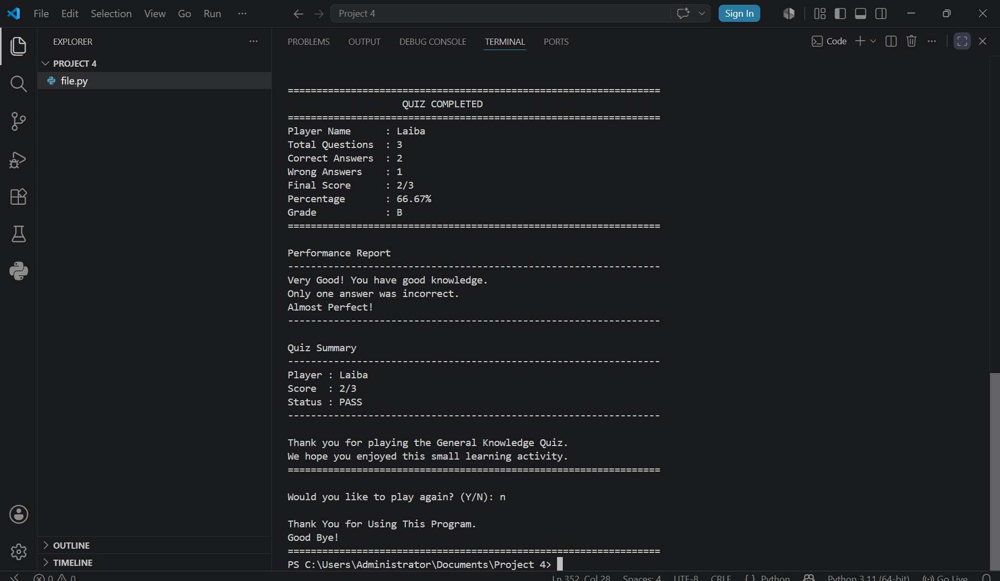 File Edit Selection View Go Run ··· Project 4 Sign In
EXPLORER ···
PROJECT 4
file.py
OUTLINE
TIMELINE
PROBLEMS OUTPUT DEBUG CONSOLE TERMINAL PORTS Code ···
=================================================================
QUIZ COMPLETED
=================================================================
Player Name : Laiba
Total Questions : 3
Correct Answers : 2
Wrong Answers : 1
Final Score : 2/3
Percentage : 66.67%
Grade : B
=================================================================
Performance Report
-----------------------------------------------------------------
Very Good! You have good knowledge.
Only one answer was incorrect.
Almost Perfect!
-----------------------------------------------------------------
Quiz Summary
-----------------------------------------------------------------
Player : Laiba
Score : 2/3
Status : PASS
-----------------------------------------------------------------
Thank you for playing the General Knowledge Quiz.
We hope you enjoyed this small learning activity.
=================================================================
Would you like to play again? (Y/N): n
Thank You for Using This Program.
Good Bye!
=================================================================
PS C:\Users\Administrator\Documents\Project 4>
0 0 Ln 352, Col 28 Spaces: 4 UTF-8 CRLF {} Python Python 3.11 (64-bit) Go Live